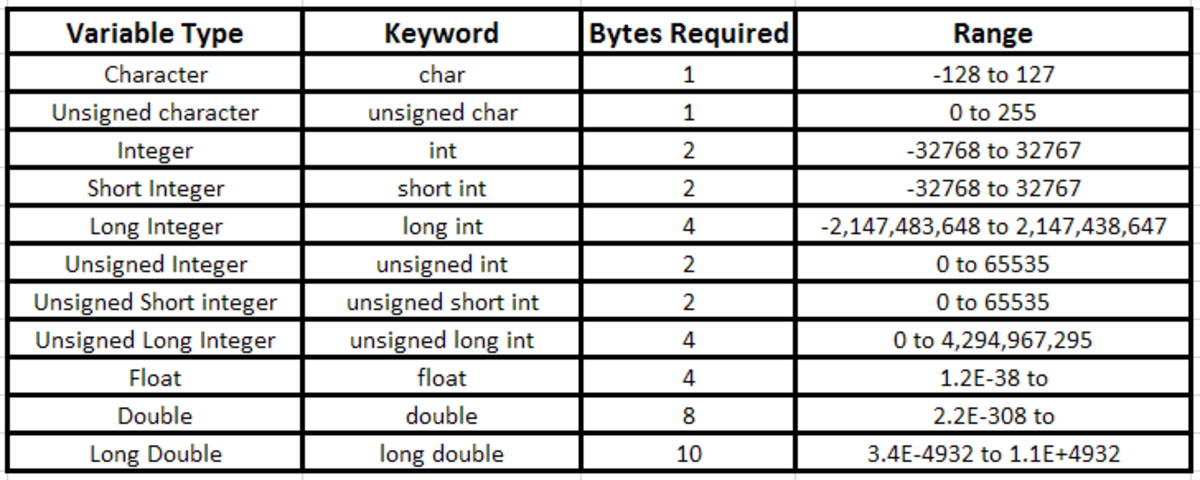 Variable Type Keyword Bytes Required Range
Character char 1 -128 to 127
Unsigned character unsigned char 1 0 to 255
Integer int 2 -32768 to 32767
Short Integer short int 2 -32768 to 32767
Long Integer long int 4 -2,147,483,648 to 2,147,438,647
Unsigned Integer unsigned int 2 0 to 65535
Unsigned Short integer unsigned short int 2 0 to 65535
Unsigned Long Integer unsigned long int 4 0 to 4,294,967,295
Float float 4 1.2E-38 to
Double double 8 2.2E-308 to
Long Double long double 10 3.4E-4932 to 1.1E+4932